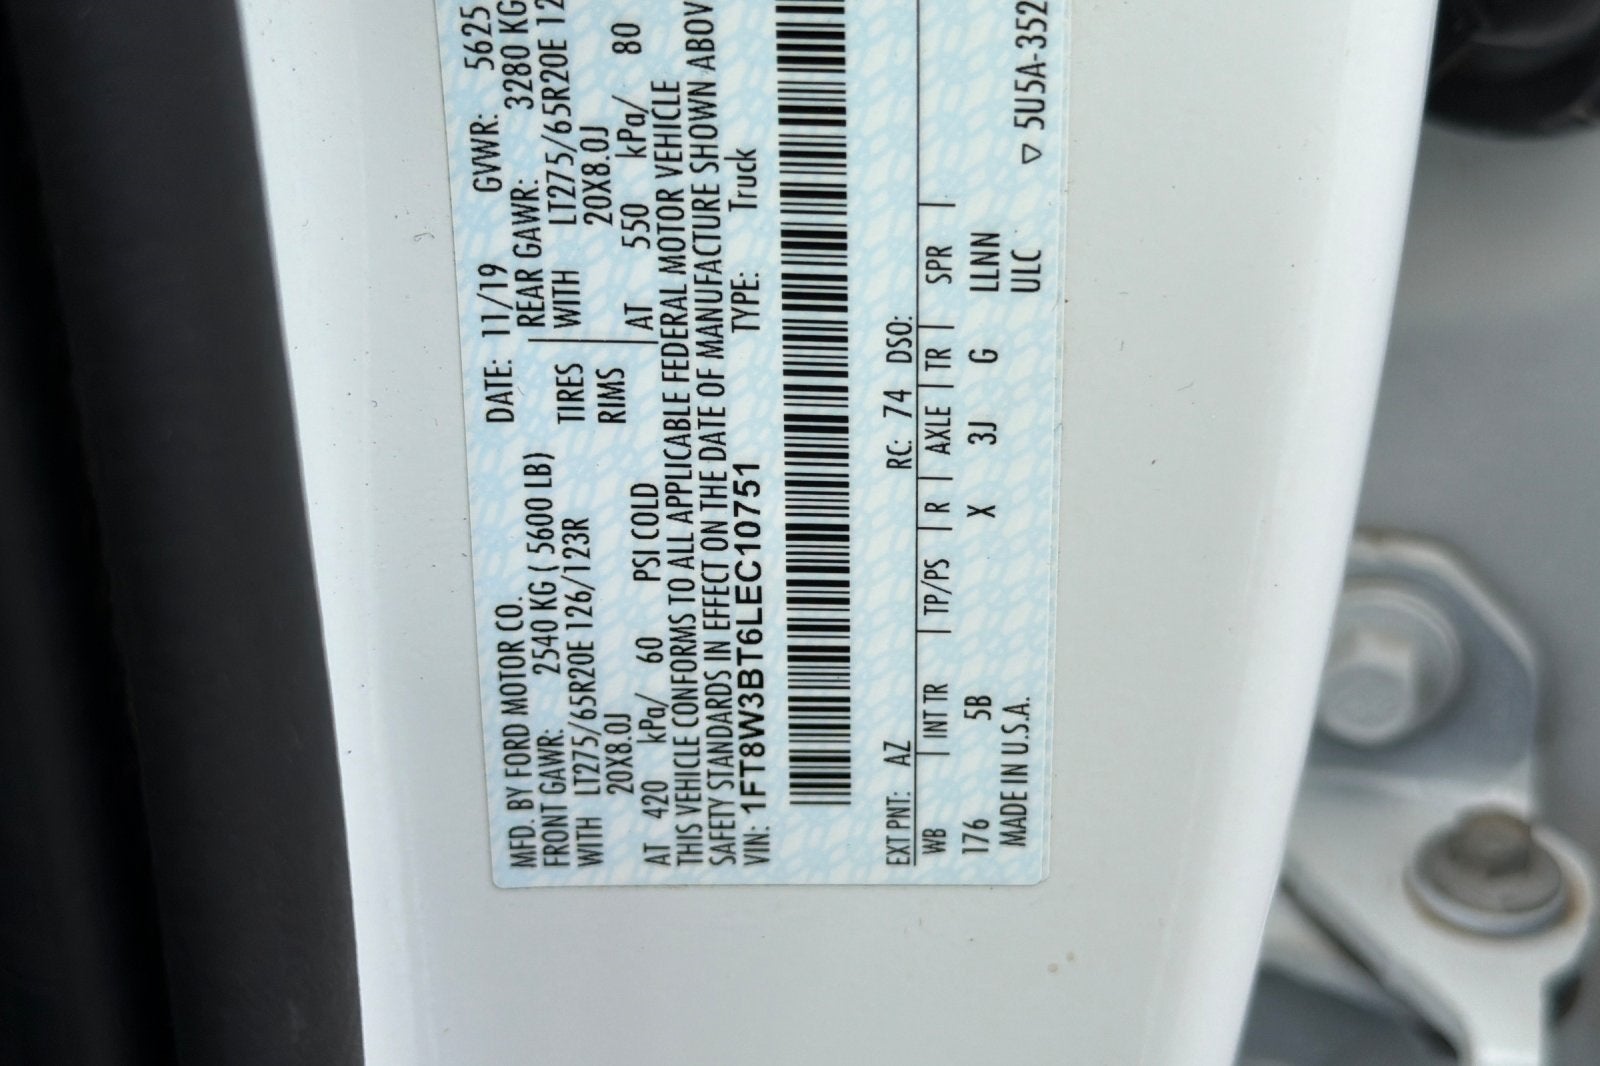 MFD. BY FORD MOTOR CO.
DATE: 11/19 GVWR: 5625
FRONT GAWR: 2540 KG ( 5600 LB)
REAR GAWR: 3280 KG
WITH LT275/65R20E 126/123R TIRES WITH LT275/65R20E 12
20X8.0J RIMS 20X8.0J
AT 420 kPa/ 60 PSI COLD AT 550 kPa/ 80
THIS VEHICLE CONFORMS TO ALL APPLICABLE FEDERAL MOTOR VEHICLE
SAFETY STANDARDS IN EFFECT ON THE DATE OF MANUFACTURE SHOWN ABOV
VIN: 1FT8W3BT6LEC10751 TYPE: Truck
EXT PNT: AZ RC: 74 DSO:
WB INT TR TP/PS R AXLE TR SPR
176 5B X 3J G LLNN
MADE IN U.S.A. ULC ▽ 5U5A-352